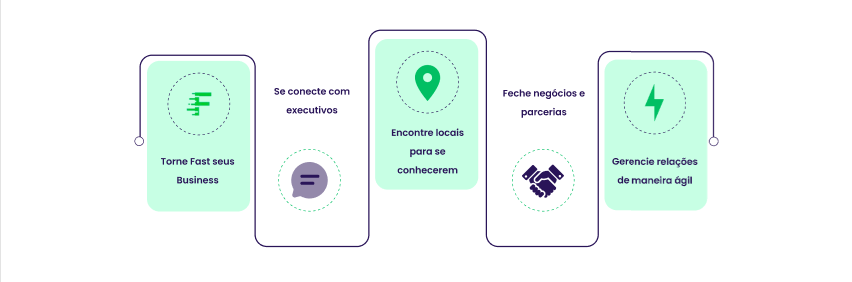 Torne Fast seus
Business
Se conecte com
executivos
Encontre locais
para se
conhecerem
Feche negócios e
parcerias
Gerencie relações
de maneira ágil